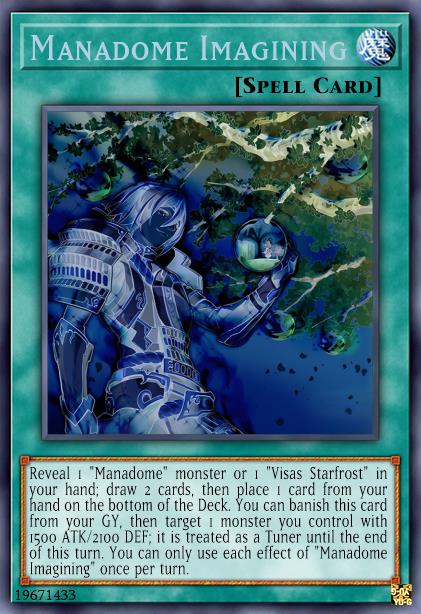 Manadome Imagining
魔
[Spell Card]
Reveal 1 "Manadome" monster or 1 "Visas Starfrost" in
your hand; draw 2 cards, then place 1 card from your
hand on the bottom of the Deck. You can banish this card
from your GY, then target 1 monster you control with
1500 ATK/2100 DEF; it is treated as a Tuner until the end
of this turn. You can only use each effect of "Manadome
Imagining" once per turn.
19671433